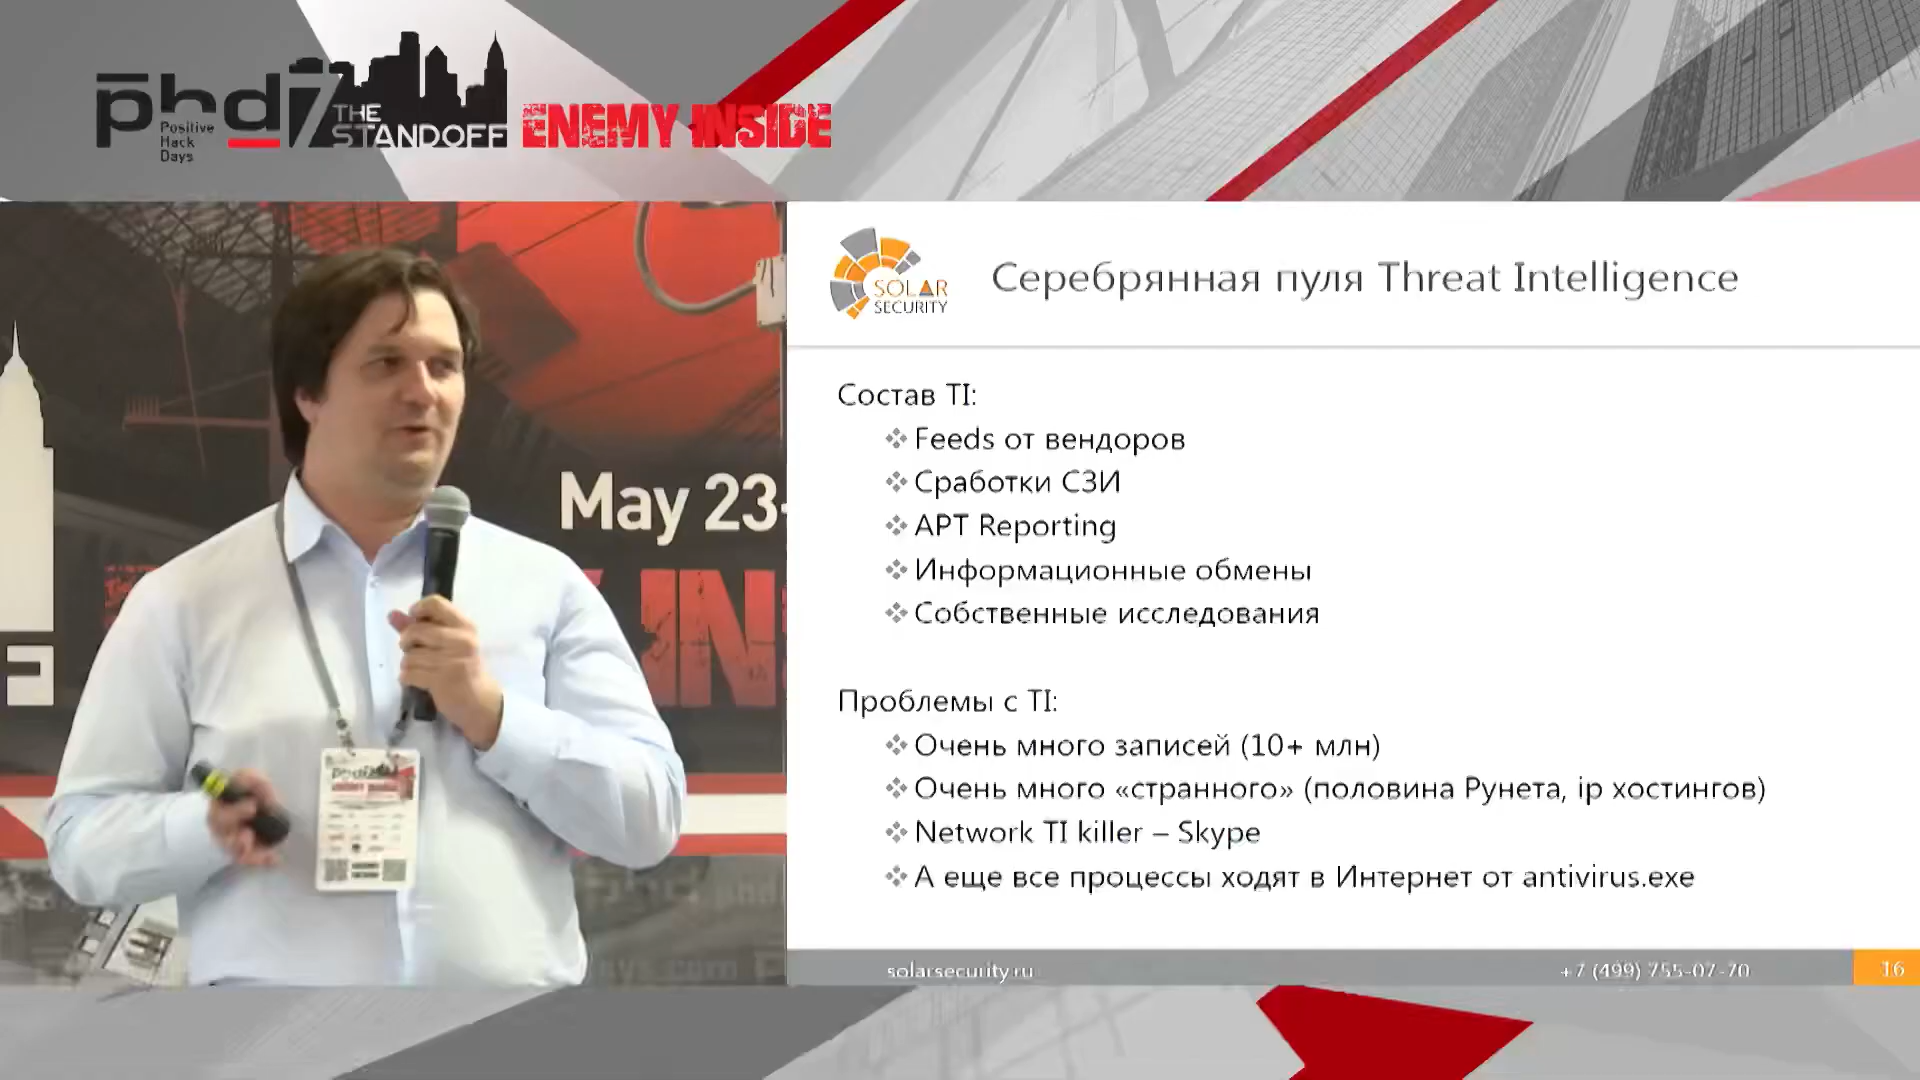 phd7
Positive
Hack
Days
THE
STANDOFF
ENEMY INSIDE
May 23-
IN
SOLAR
SECURITY
Серебрянная пуля Threat Intelligence
Состав TI:
Feeds от вендоров
Сработки СЗИ
APT Reporting
Информационные обмены
Собственные исследования
Проблемы с TI:
Очень много записей (10+ млн)
Очень много «странного» (половина Рунета, ip хостингов)
Network TI killer – Skype
А еще все процессы ходят в Интернет от antivirus.exe
solarsecurity.ru
+7 (499) 755-07-70
16